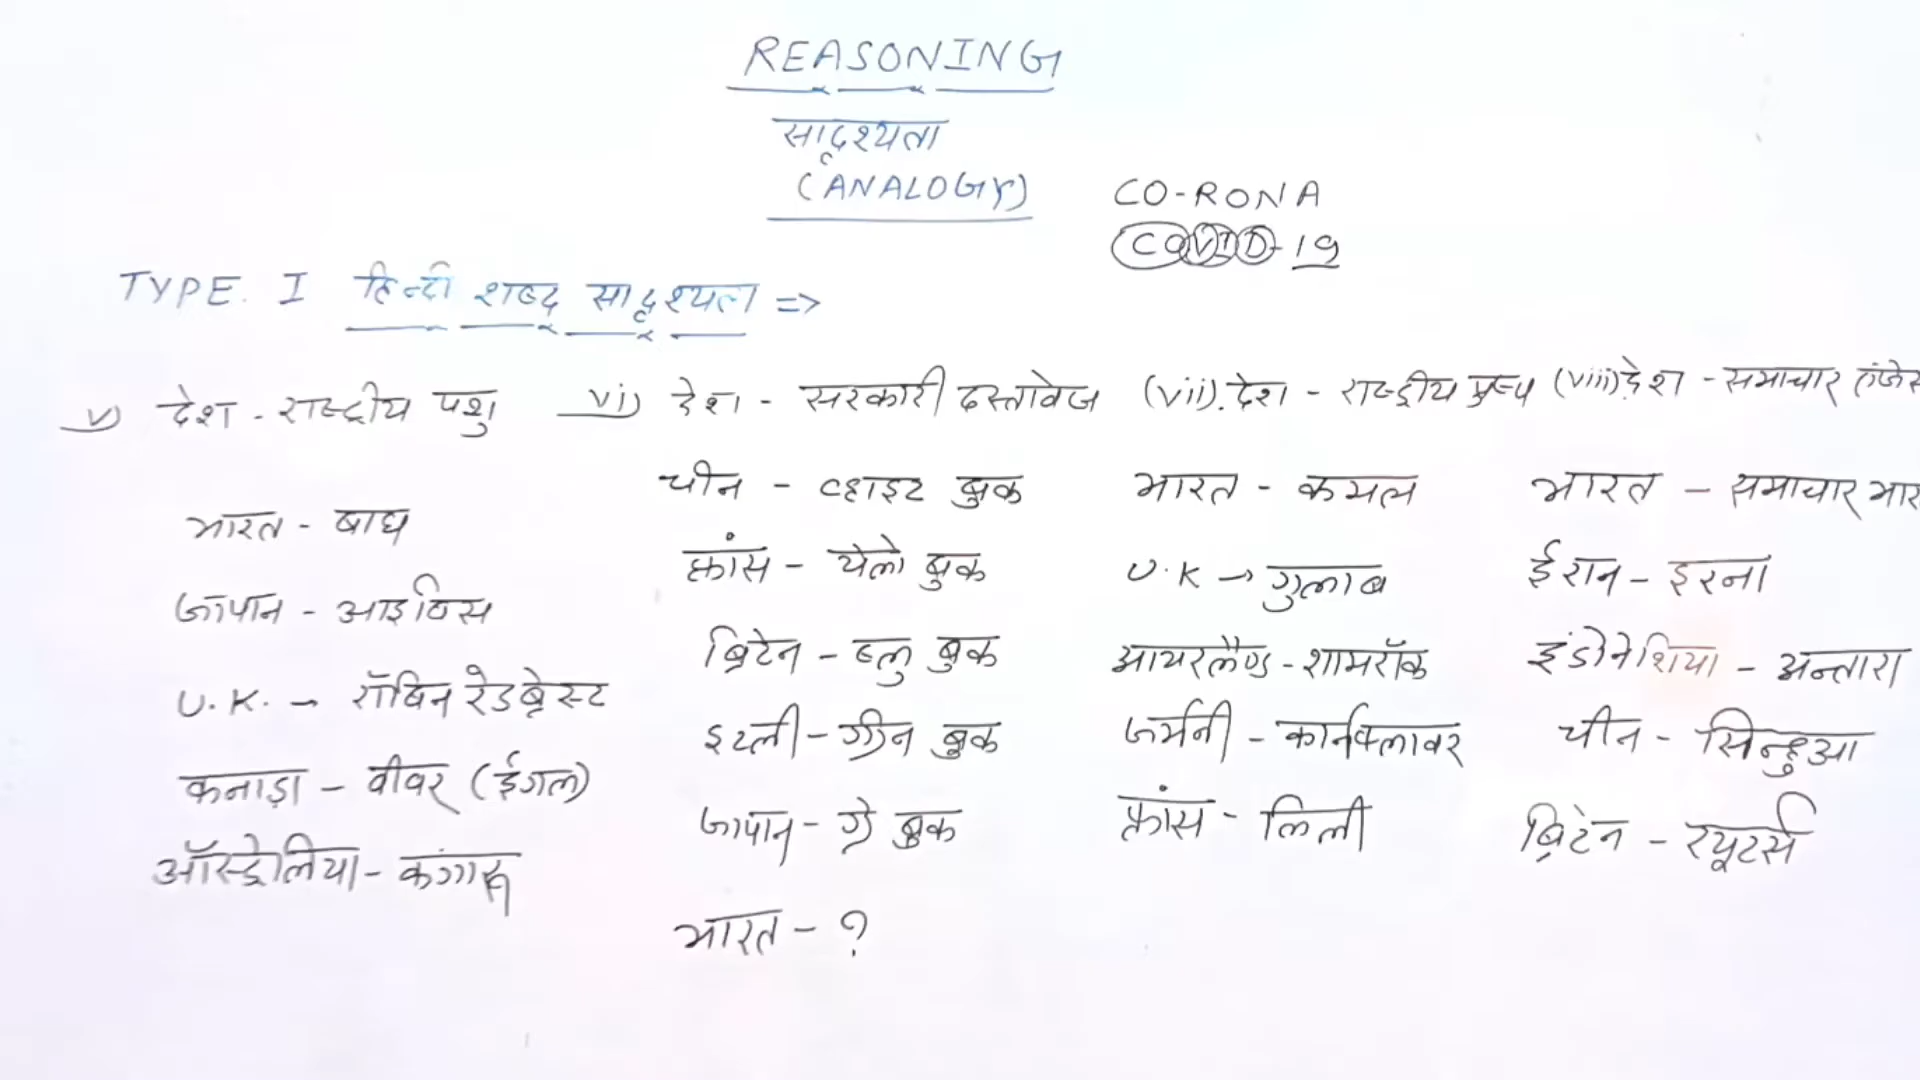 REASONING
सादृश्यता
(ANALOGY)
CO-RONA
COVID-19
TYPE. I हिन्दी शब्द सादृश्यता =>
v) देश - राष्ट्रीय पशु
भारत - बाघ
जापान - आइबिस
U.K. → रॉबिन रेडब्रेस्ट
कनाड़ा - वीवर (ईगल)
ऑस्ट्रेलिया - कंगारू
vi) देश - सरकारी दस्तावेज
चीन - व्हाइट बुक
फ्रांस - येलो बुक
ब्रिटेन - ब्लु बुक
इटली - ग्रीन बुक
जापान - ग्रे बुक
भारत - ?
(vii). देश - राष्ट्रीय पुष्प
भारत - कमल
U.K → गुलाब
आयरलैण्ड - शामरॉक
जर्मनी - कार्नफ्लावर
फ्रांस - लिली
(viii) देश - समाचार
भारत - समाचार भार
ईरान - इरना
इंडोनेशिया - अन्तारा
चीन - सिन्हुआ
ब्रिटेन - रयूटर्स